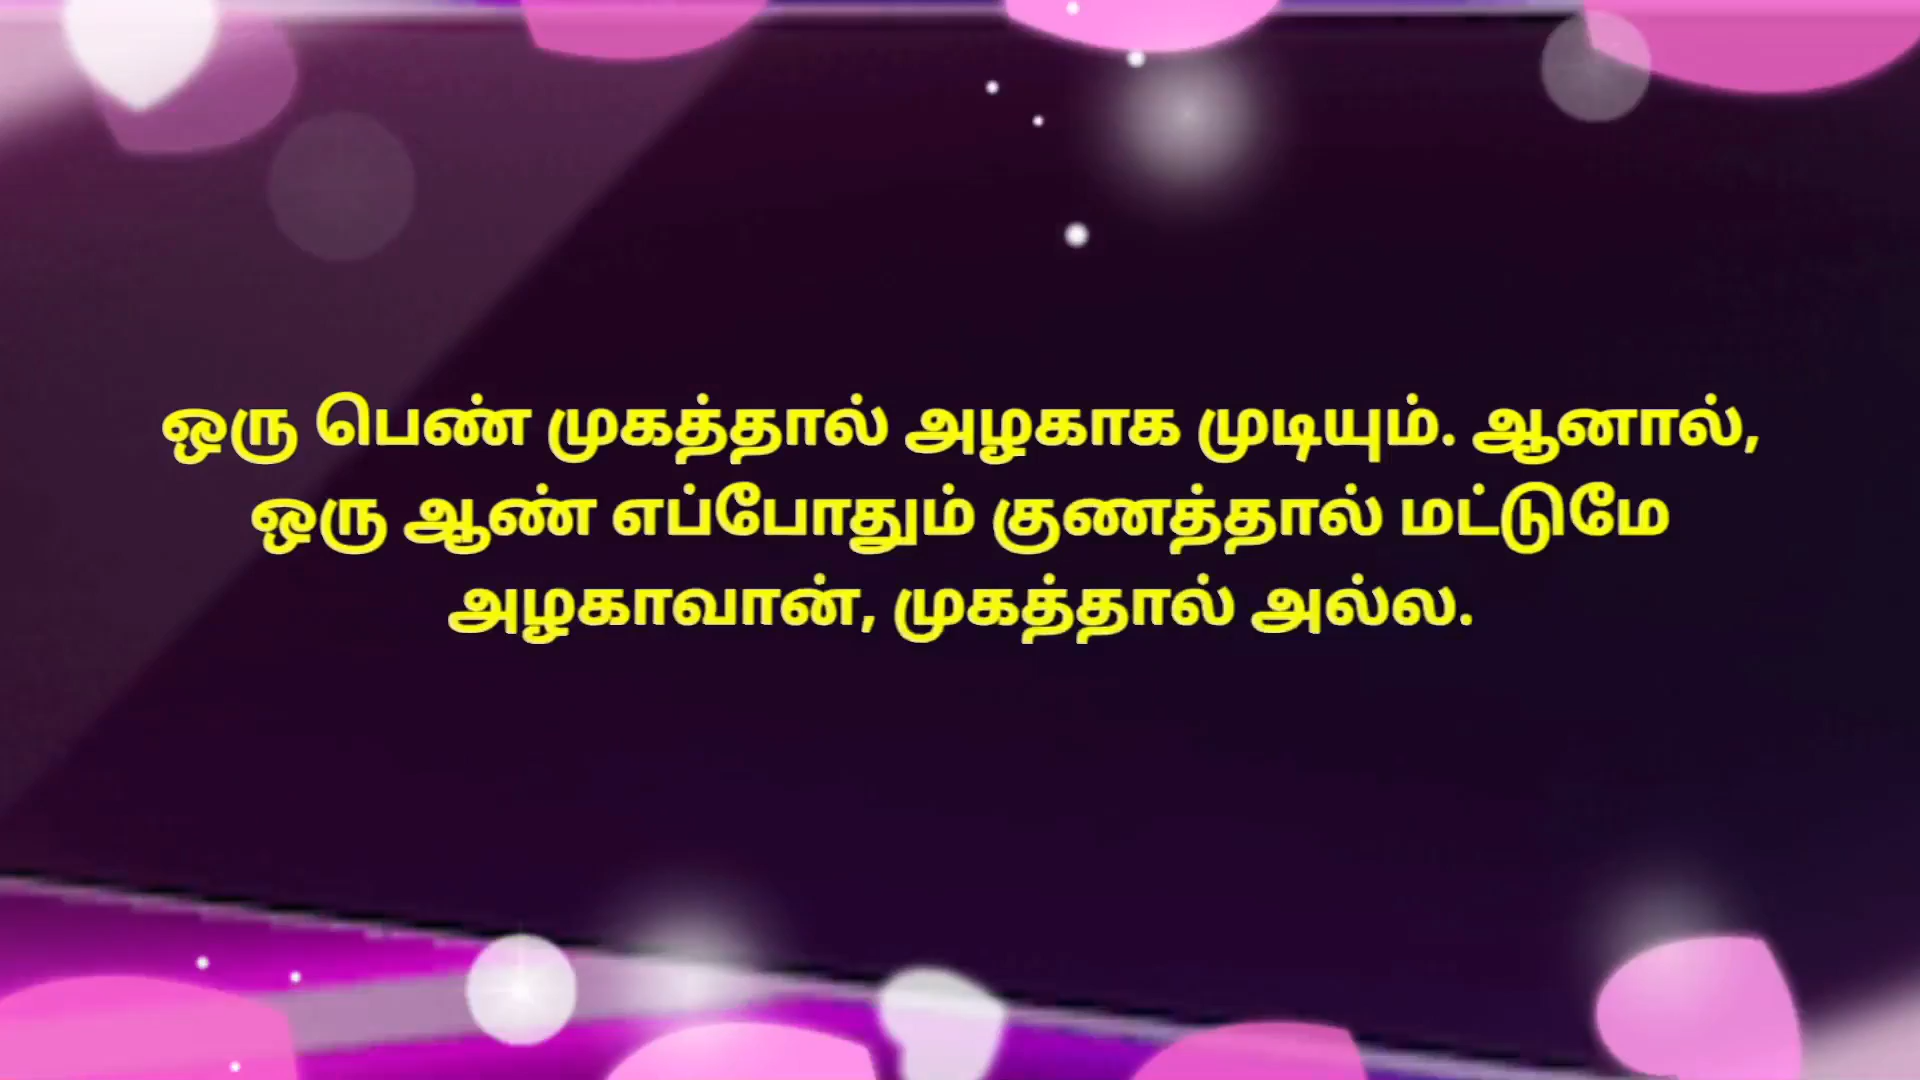 ஒரு பெண் முகத்தால் அழகாக முடியும். ஆனால்,
ஒரு ஆண் எப்போதும் குணத்தால் மட்டுமே
அழகாவான், முகத்தால் அல்ல.